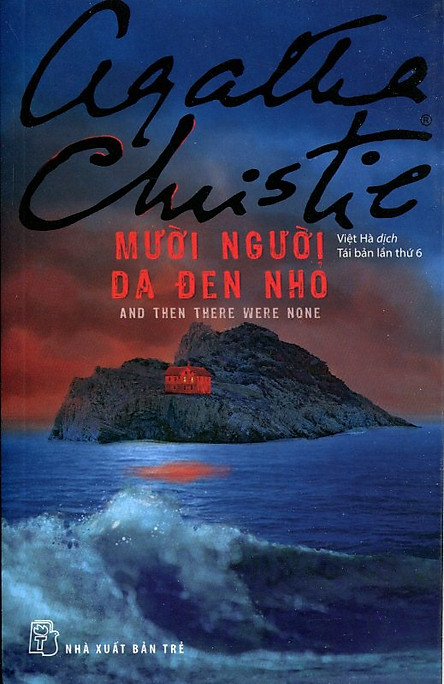 Agatha
Christie®
MƯỜI NGƯỜI
DA ĐEN NHỎ
AND THEN THERE WERE NONE
Việt Hà dịch
Tái bản lần thứ 6
NHÀ XUẤT BẢN TRẺ